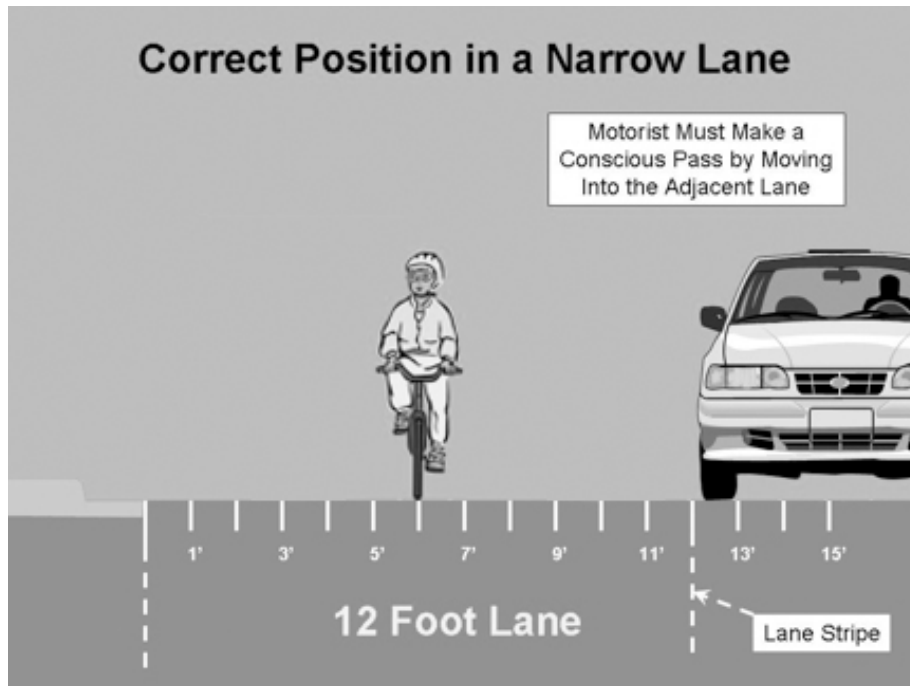 Correct Position in a Narrow Lane
Motorist Must Make a
Conscious Pass by Moving
Into the Adjacent Lane
1' 3' 5' 7' 9' 11' 13' 15'
12 Foot Lane
Lane Stripe